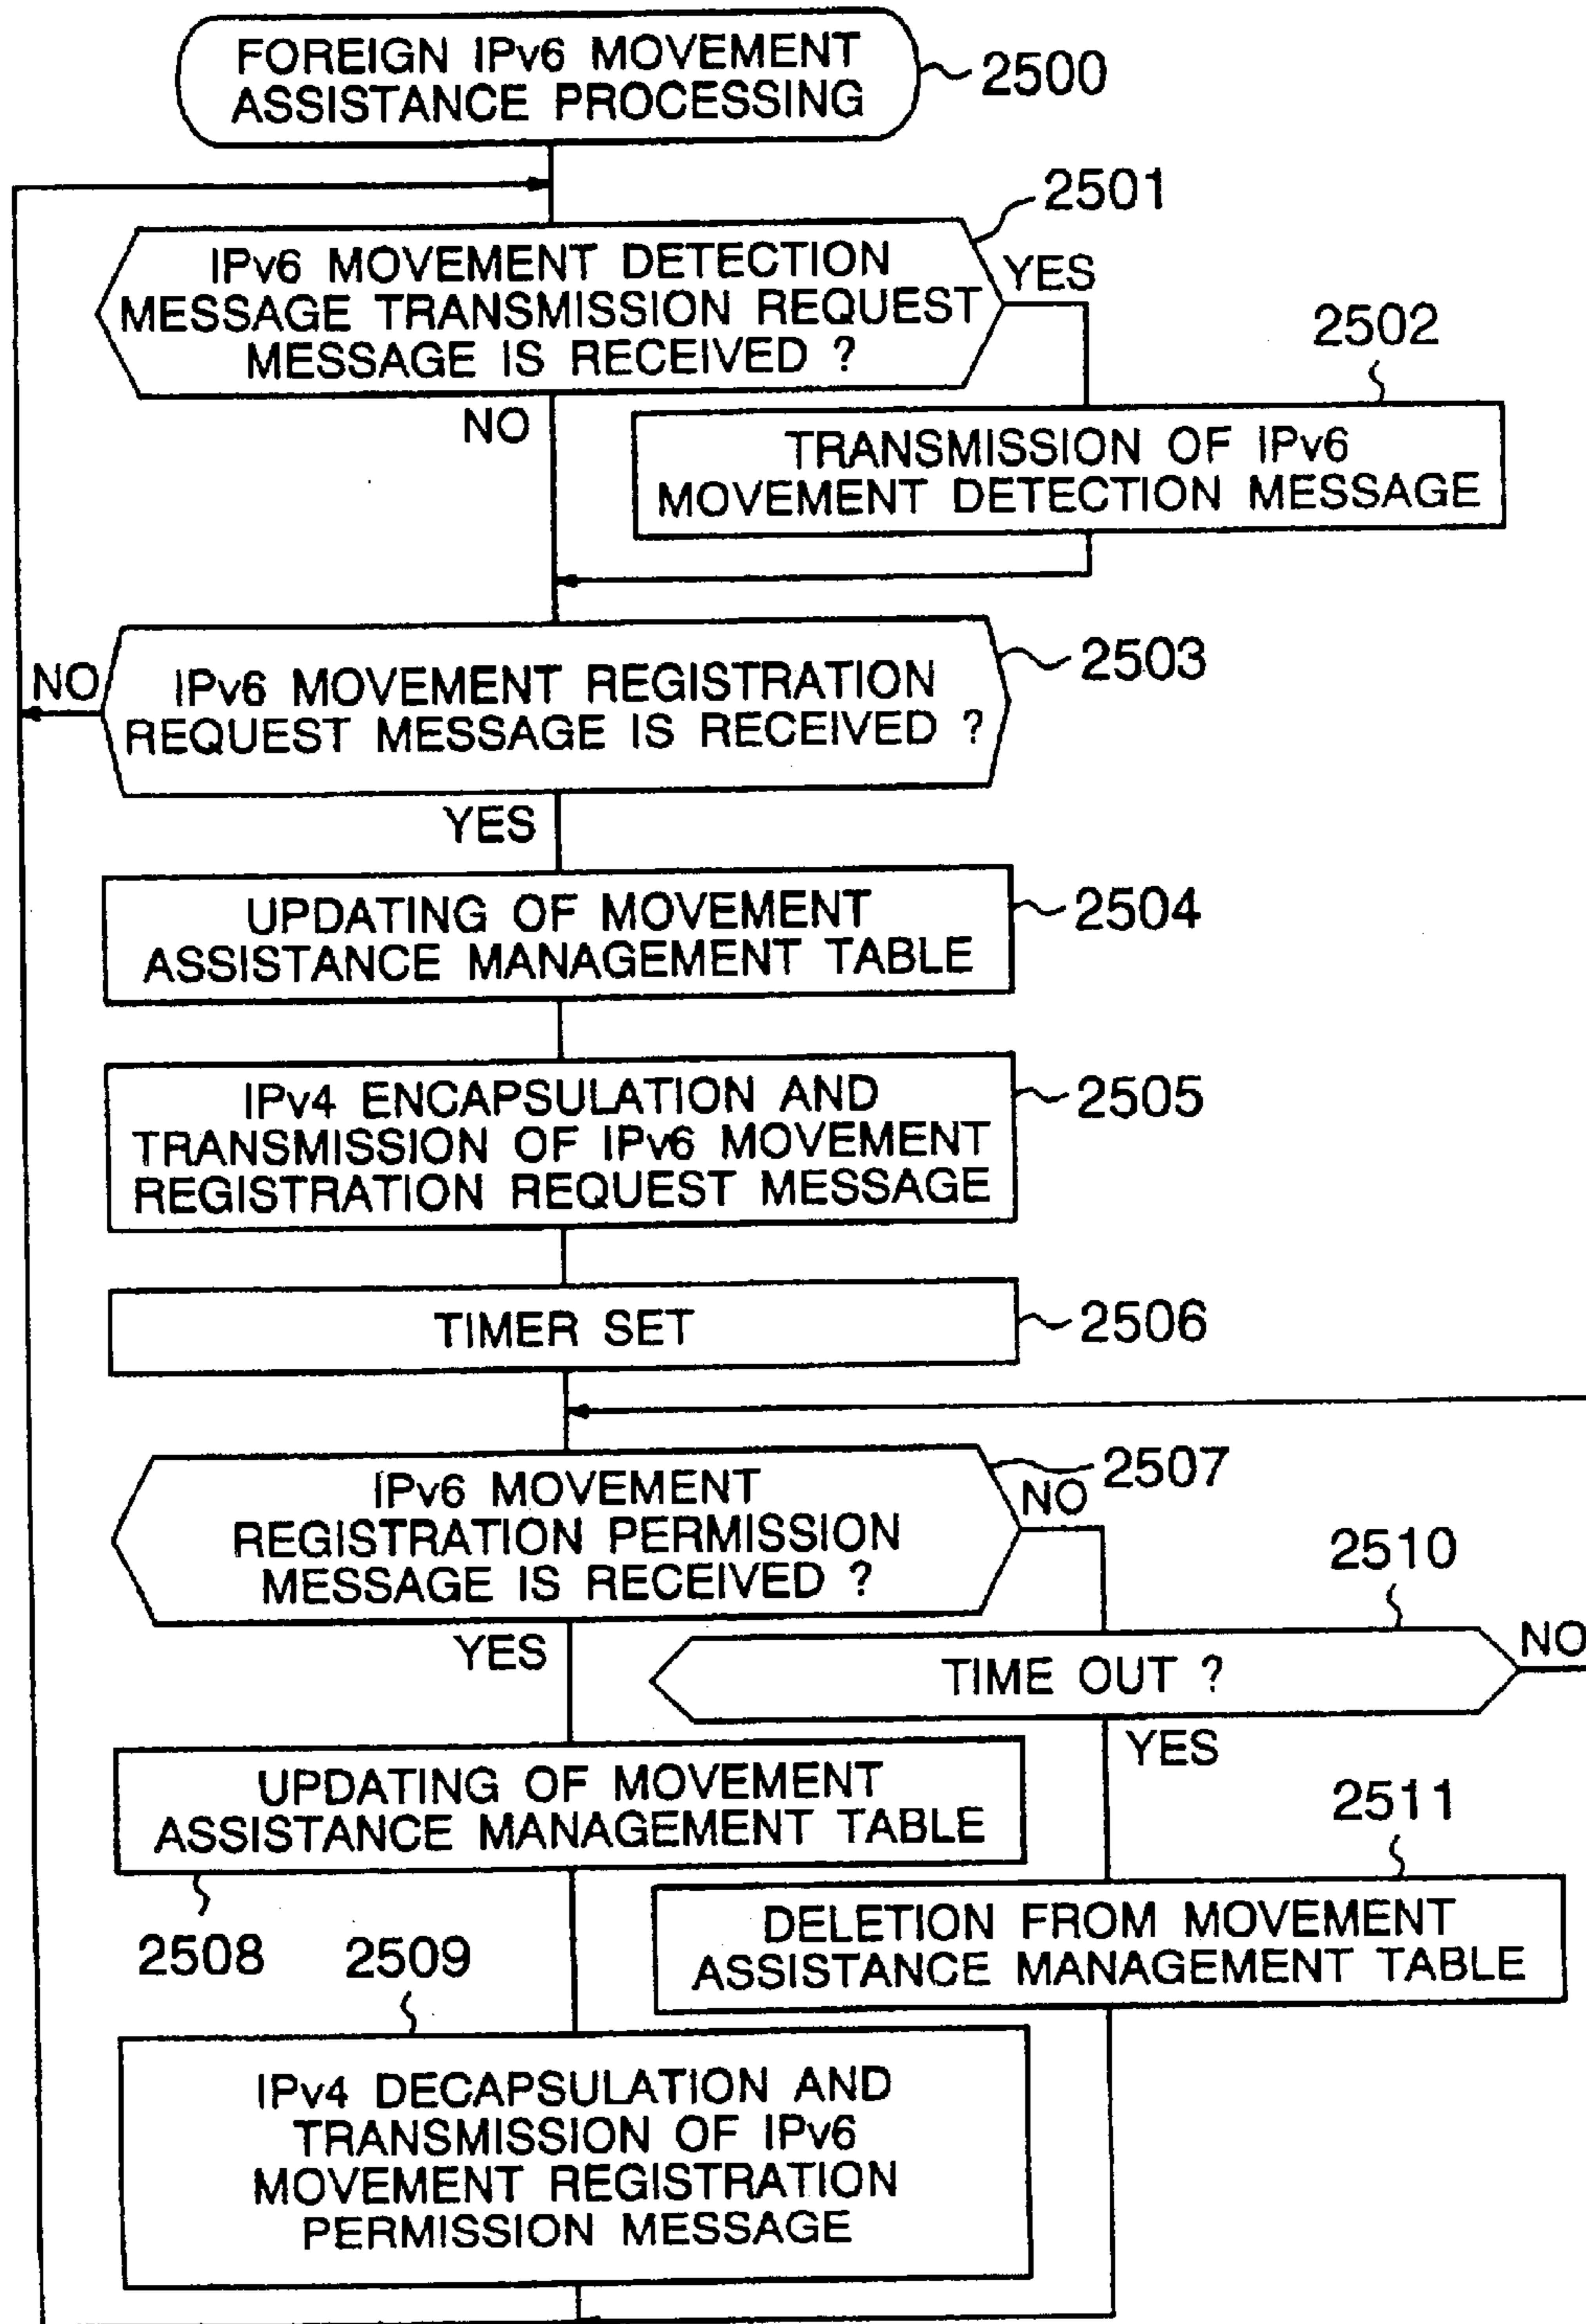 FOREIGN IPv6 MOVEMENT
ASSISTANCE PROCESSING
2500
2501
IPv6 MOVEMENT DETECTION
MESSAGE TRANSMISSION REQUEST
MESSAGE IS RECEIVED ?
YES
NO
2502
TRANSMISSION OF IPv6
MOVEMENT DETECTION MESSAGE
NO
IPv6 MOVEMENT REGISTRATION
REQUEST MESSAGE IS RECEIVED ?
2503
YES
UPDATING OF MOVEMENT
ASSISTANCE MANAGEMENT TABLE
2504
IPv4 ENCAPSULATION AND
TRANSMISSION OF IPv6 MOVEMENT
REGISTRATION REQUEST MESSAGE
2505
TIMER SET
2506
IPv6 MOVEMENT
REGISTRATION PERMISSION
MESSAGE IS RECEIVED ?
2507
NO
YES
2510
TIME OUT ?
NO
YES
UPDATING OF MOVEMENT
ASSISTANCE MANAGEMENT TABLE
2508
2511
DELETION FROM MOVEMENT
ASSISTANCE MANAGEMENT TABLE
2509
IPv4 DECAPSULATION AND
TRANSMISSION OF IPv6
MOVEMENT REGISTRATION
PERMISSION MESSAGE